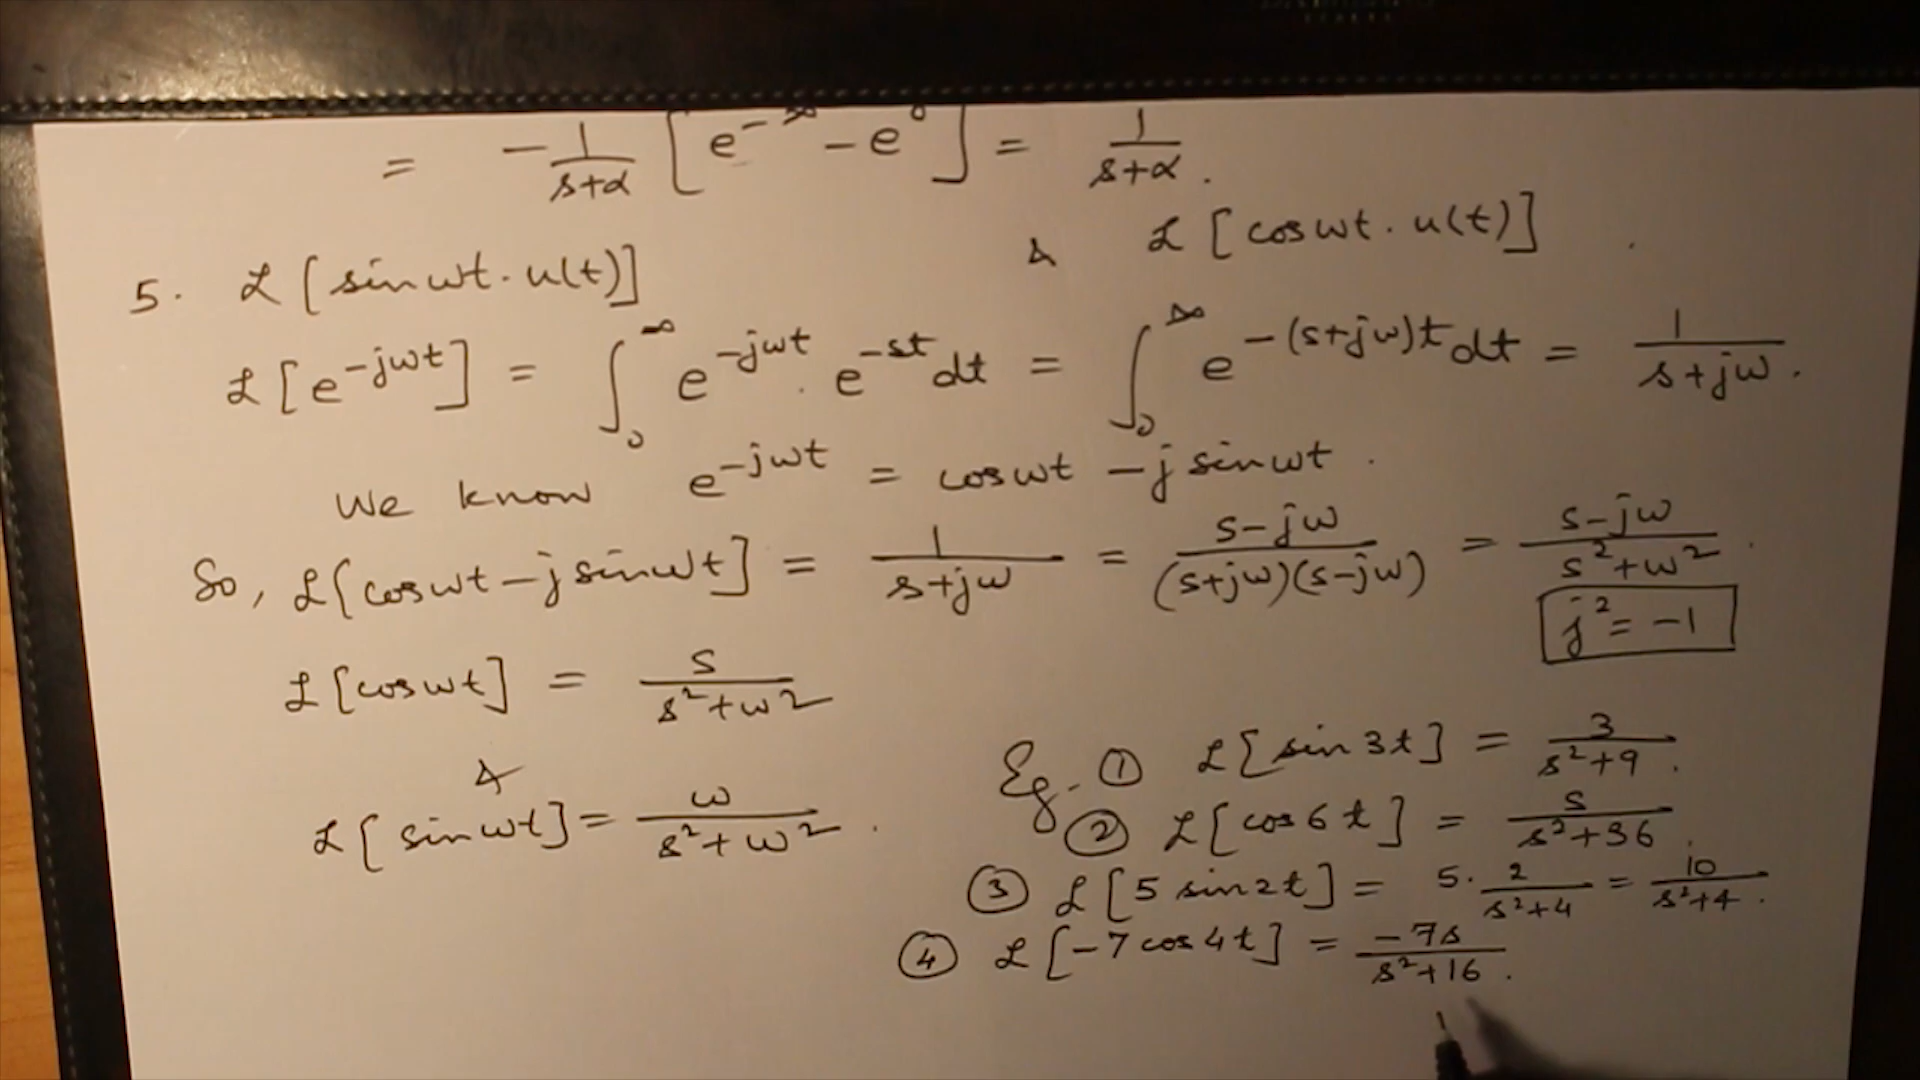 = -1/(s+α) [e^-∞ - e^0] = 1/(s+α).
5. ℒ[sin ωt. u(t)] & ℒ[cos ωt. u(t)]
ℒ[e^-jωt] = ∫₀^∞ e^-jωt . e^-st dt = ∫₀^∞ e^-(s+jω)t dt = 1/(s+jω).
We know e^-jωt = cos ωt - j sin ωt.
So, ℒ[cos ωt - j sin ωt] = 1/(s+jω) = (s-jω)/((s+jω)(s-jω)) = (s-jω)/(s²+ω²).
j² = -1
ℒ[cos ωt] = s/(s²+ω²)
&
ℒ[sin ωt] = ω/(s²+ω²).
Eg. ① ℒ[sin 3t] = 3/(s²+9).
② ℒ[cos 6t] = s/(s²+36).
③ ℒ[5 sin 2t] = 5. 2/(s²+4) = 10/(s²+4).
④ ℒ[-7 cos 4t] = -7s/(s²+16).